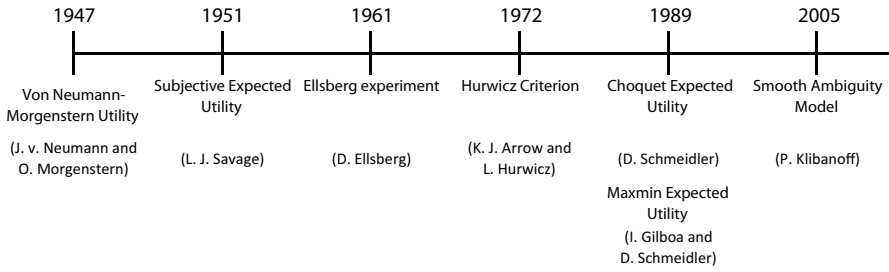 1947
1951
1961
1972
1989
2005
Von Neumann-
Morgenstern Utility
(J. v. Neumann and
O. Morgenstern)
Subjective Expected
Utility
(L. J. Savage)
Ellsberg experiment
(D. Ellsberg)
Hurwicz Criterion
(K. J. Arrow and
L. Hurwicz)
Choquet Expected
Utility
(D. Schmeidler)
Maxmin Expected
Utility
(I. Gilboa and
D. Schmeidler)
Smooth Ambiguity
Model
(P. Klibanoff)